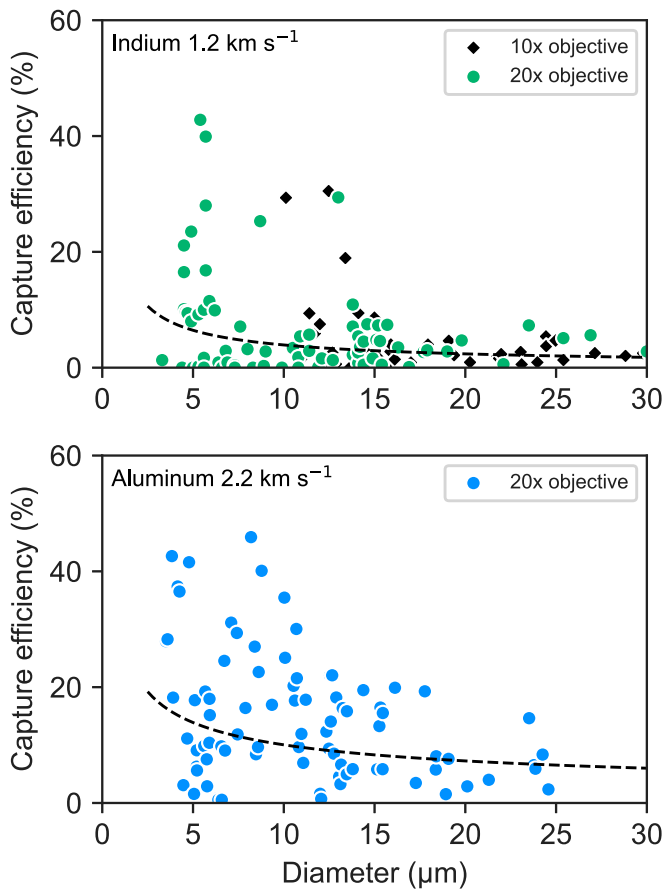 60
Indium 1.2 km s⁻¹
10x objective
20x objective
Capture efficiency (%)
40
20
0
0 5 10 15 20 25 30
60
Aluminum 2.2 km s⁻¹
20x objective
Capture efficiency (%)
40
20
0
0 5 10 15 20 25 30
Diameter (μm)